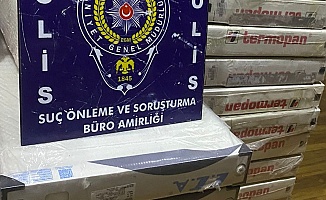 POLİS
POLİS
EMNİYET GENEL MÜDÜRLÜĞÜ
1845
SUÇ ÖNLEME VE SORUŞTURMA
BÜRO AMİRLİĞİ
E.Z.A
termopan
termopan
termopan
termopan
termopan
termopan
termopan